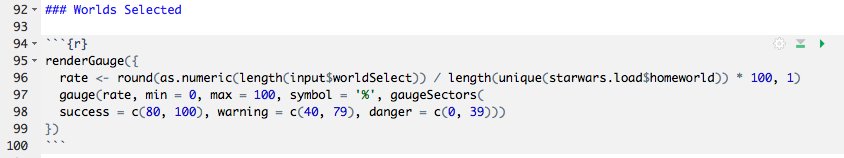 92 ### Worlds Selected
93
94 ```{r}
95 renderGauge({
96 rate <- round(as.numeric(length(input$worldSelect)) / length(unique(starwars.load$homeworld)) * 100, 1)
97 gauge(rate, min = 0, max = 100, symbol = '%', gaugeSectors(
98 success = c(80, 100), warning = c(40, 79), danger = c(0, 39)))
99 })
100 ```